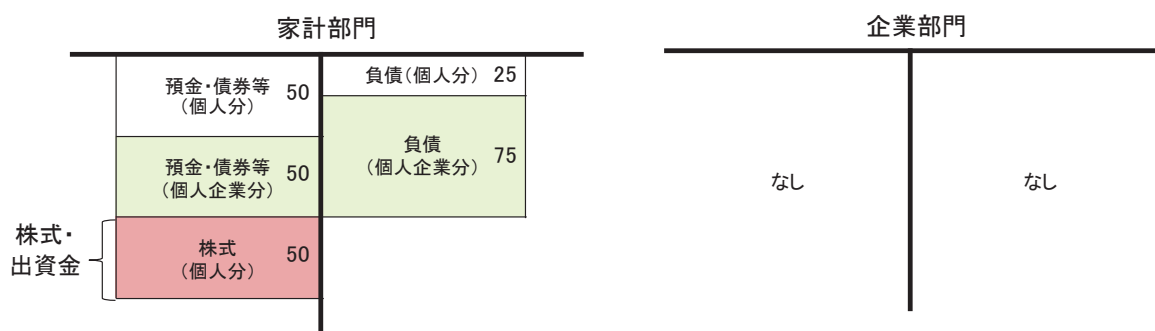 家計部門
預金・債券等
(個人分)
50
負債(個人分) 25
預金・債券等
(個人企業分)
50
負債
(個人企業分)
75
株式・
出資金
株式
(個人分)
50
企業部門
なし
なし